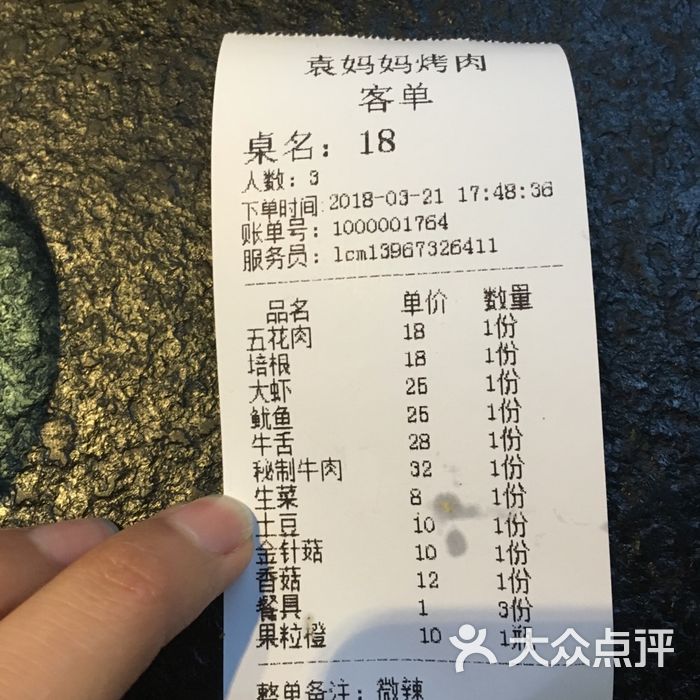 袁妈妈烤肉
客单
桌名：18
人数：3
下单时间:2018-03-21 17:48:36
账单号：1000001764
服务员：lcm13967326411
品名 单价 数量
五花肉 18 1份
培根 18 1份
大虾 25 1份
鱿鱼 25 1份
牛舌 28 1份
秘制牛肉 32 1份
生菜 8 1份
土豆 10 1份
金针菇 10 1份
香菇 12 1份
餐具 1 3份
果粒橙 10 1瓶
整单备注：微辣
大众点评